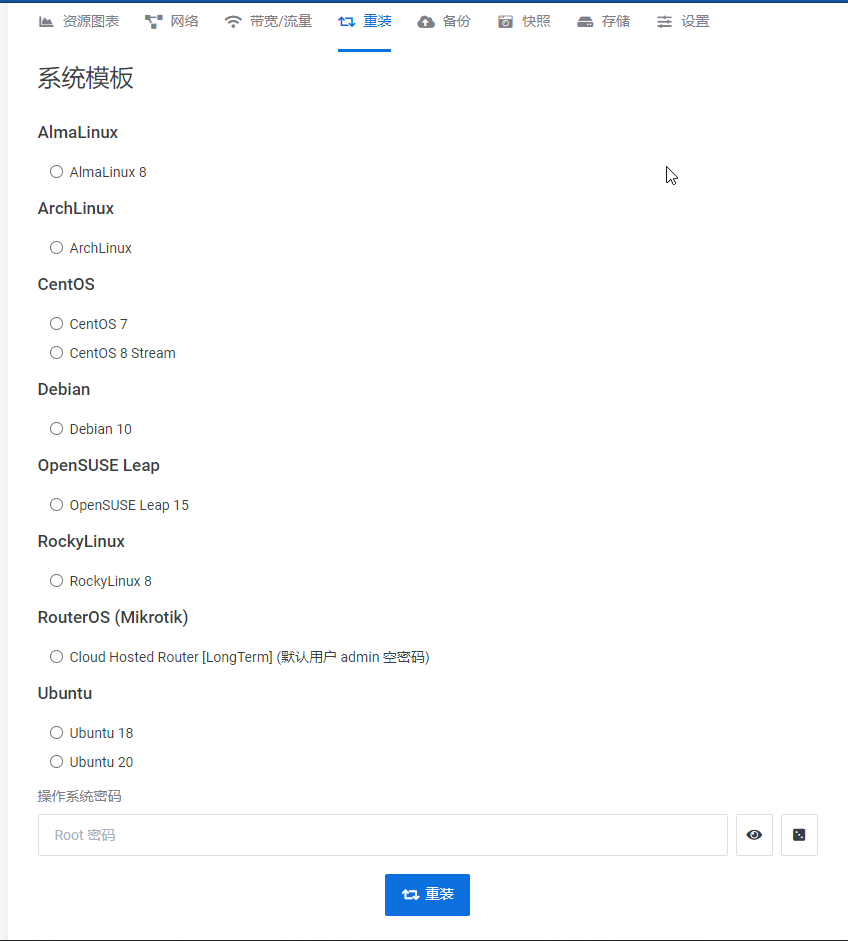 资源图表 网络 带宽/流量 重装 备份 快照 存储 设置
系统模板
AlmaLinux
AlmaLinux 8
ArchLinux
ArchLinux
CentOS
CentOS 7
CentOS 8 Stream
Debian
Debian 10
OpenSUSE Leap
OpenSUSE Leap 15
RockyLinux
RockyLinux 8
RouterOS (Mikrotik)
Cloud Hosted Router [LongTerm] (默认用户 admin 空密码)
Ubuntu
Ubuntu 18
Ubuntu 20
操作系统密码
Root 密码
重装